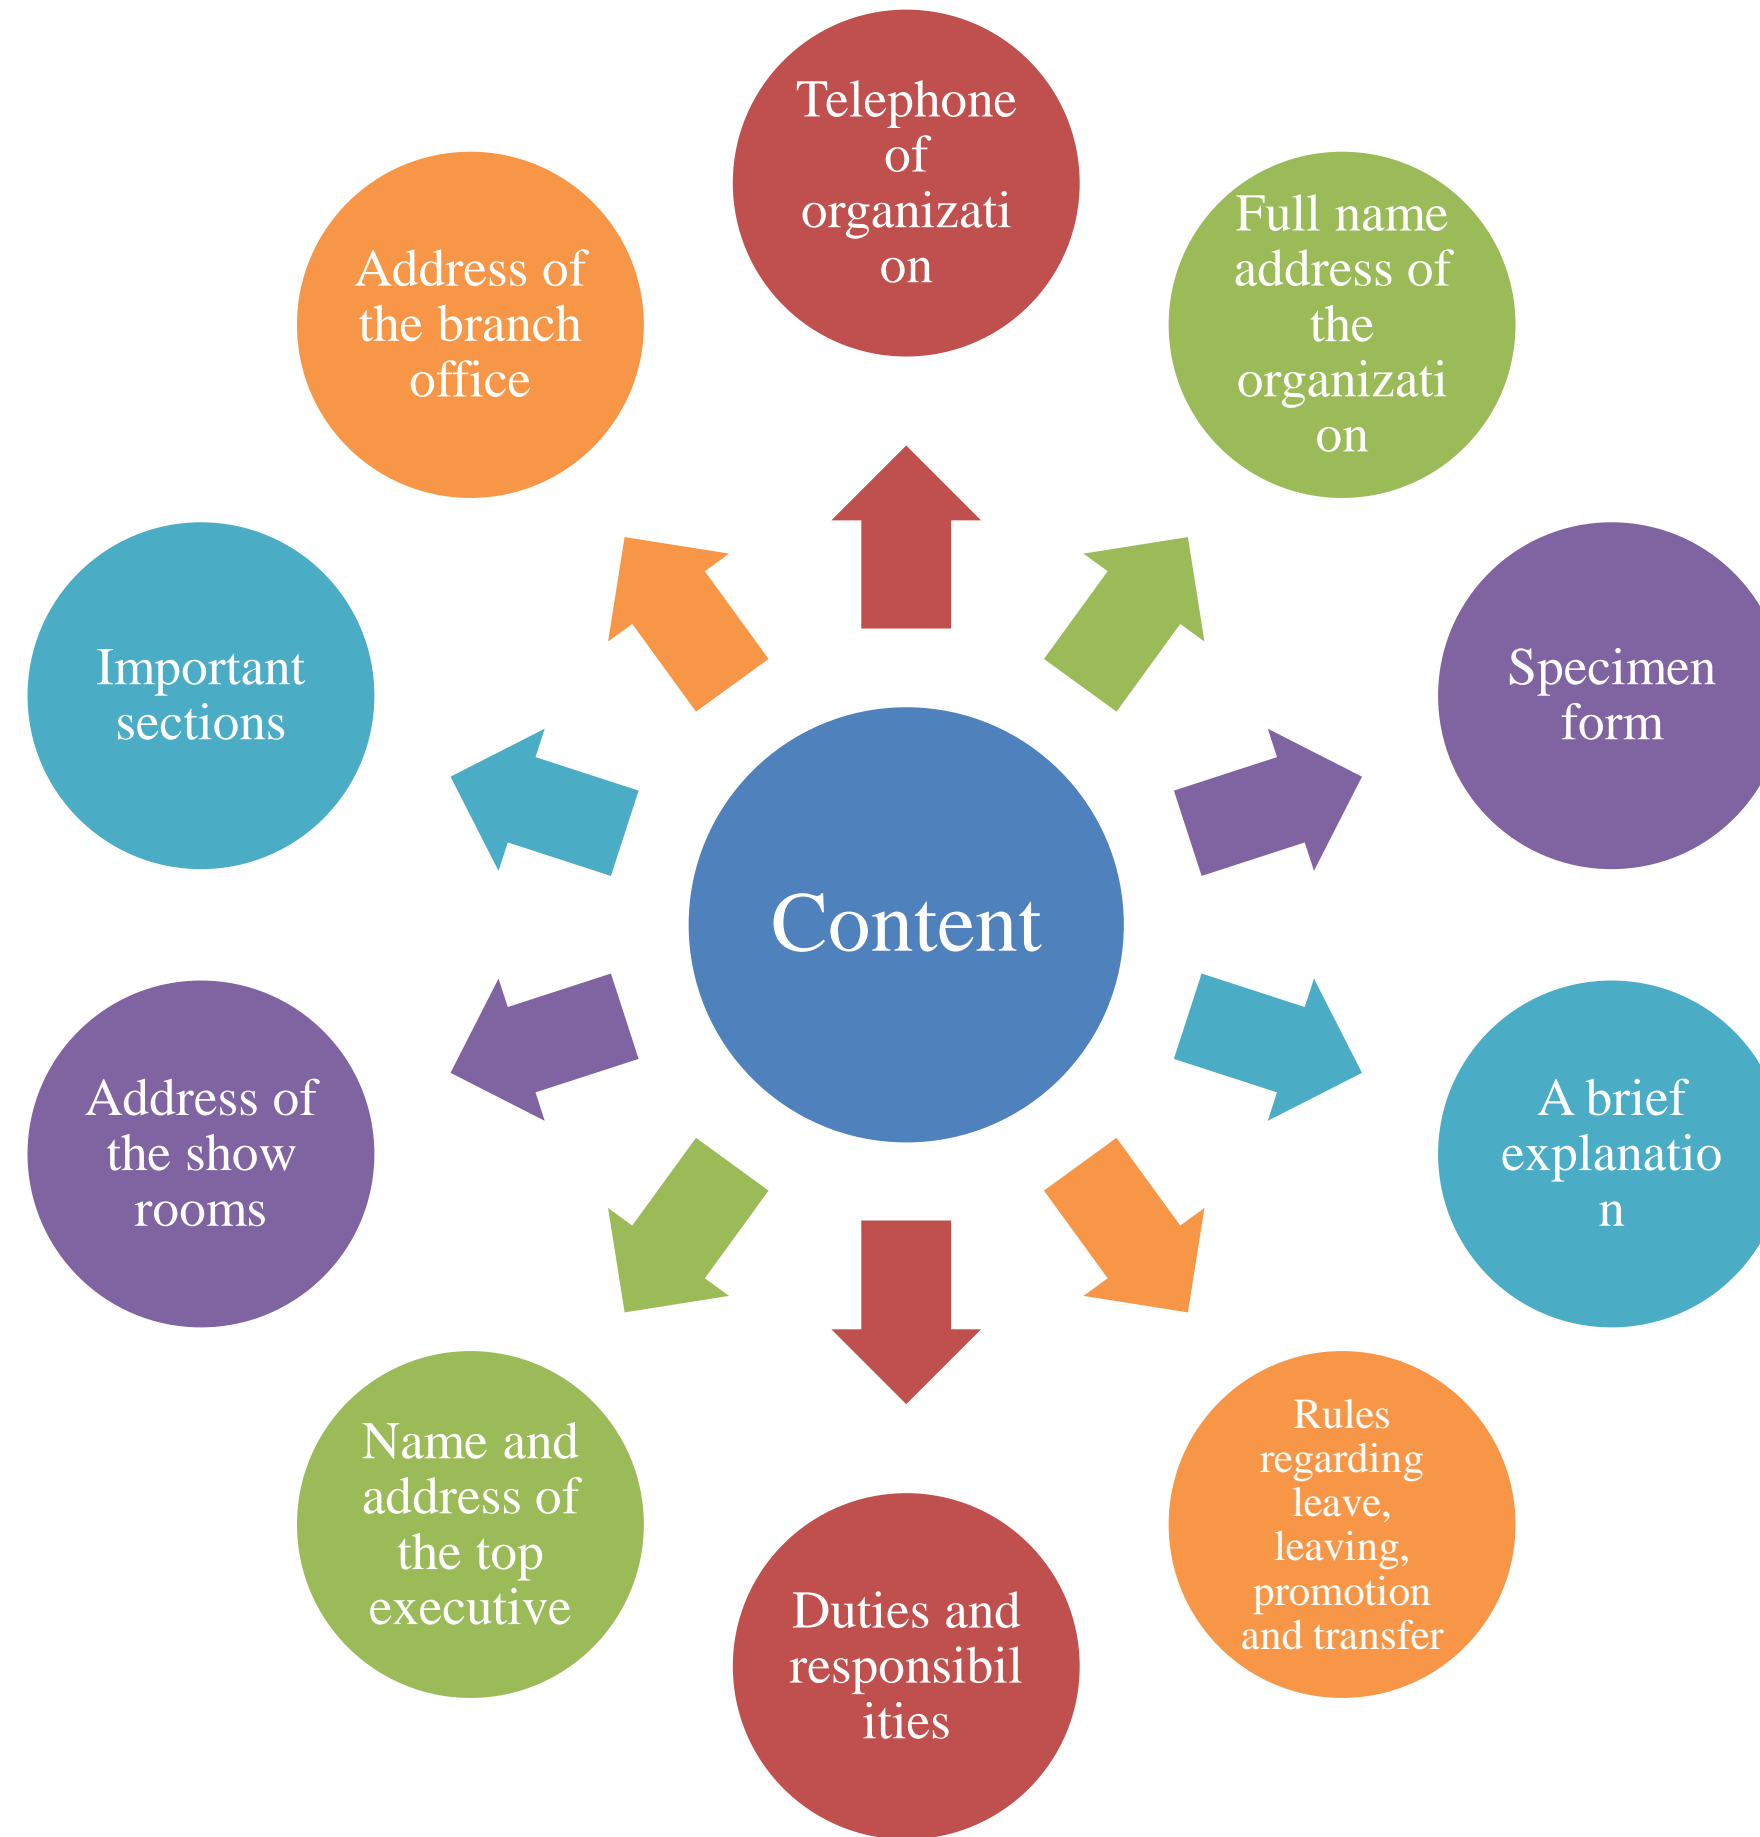 Telephone
of
organizati
on
Full name
address of
the
organizati
on
Specimen
form
A brief
explanatio
n
Rules
regarding
leave,
leaving,
promotion
and transfer
Duties and
responsibil
ities
Name and
address of
the top
executive
Address of
the show
rooms
Important
sections
Address of
the branch
office
Content